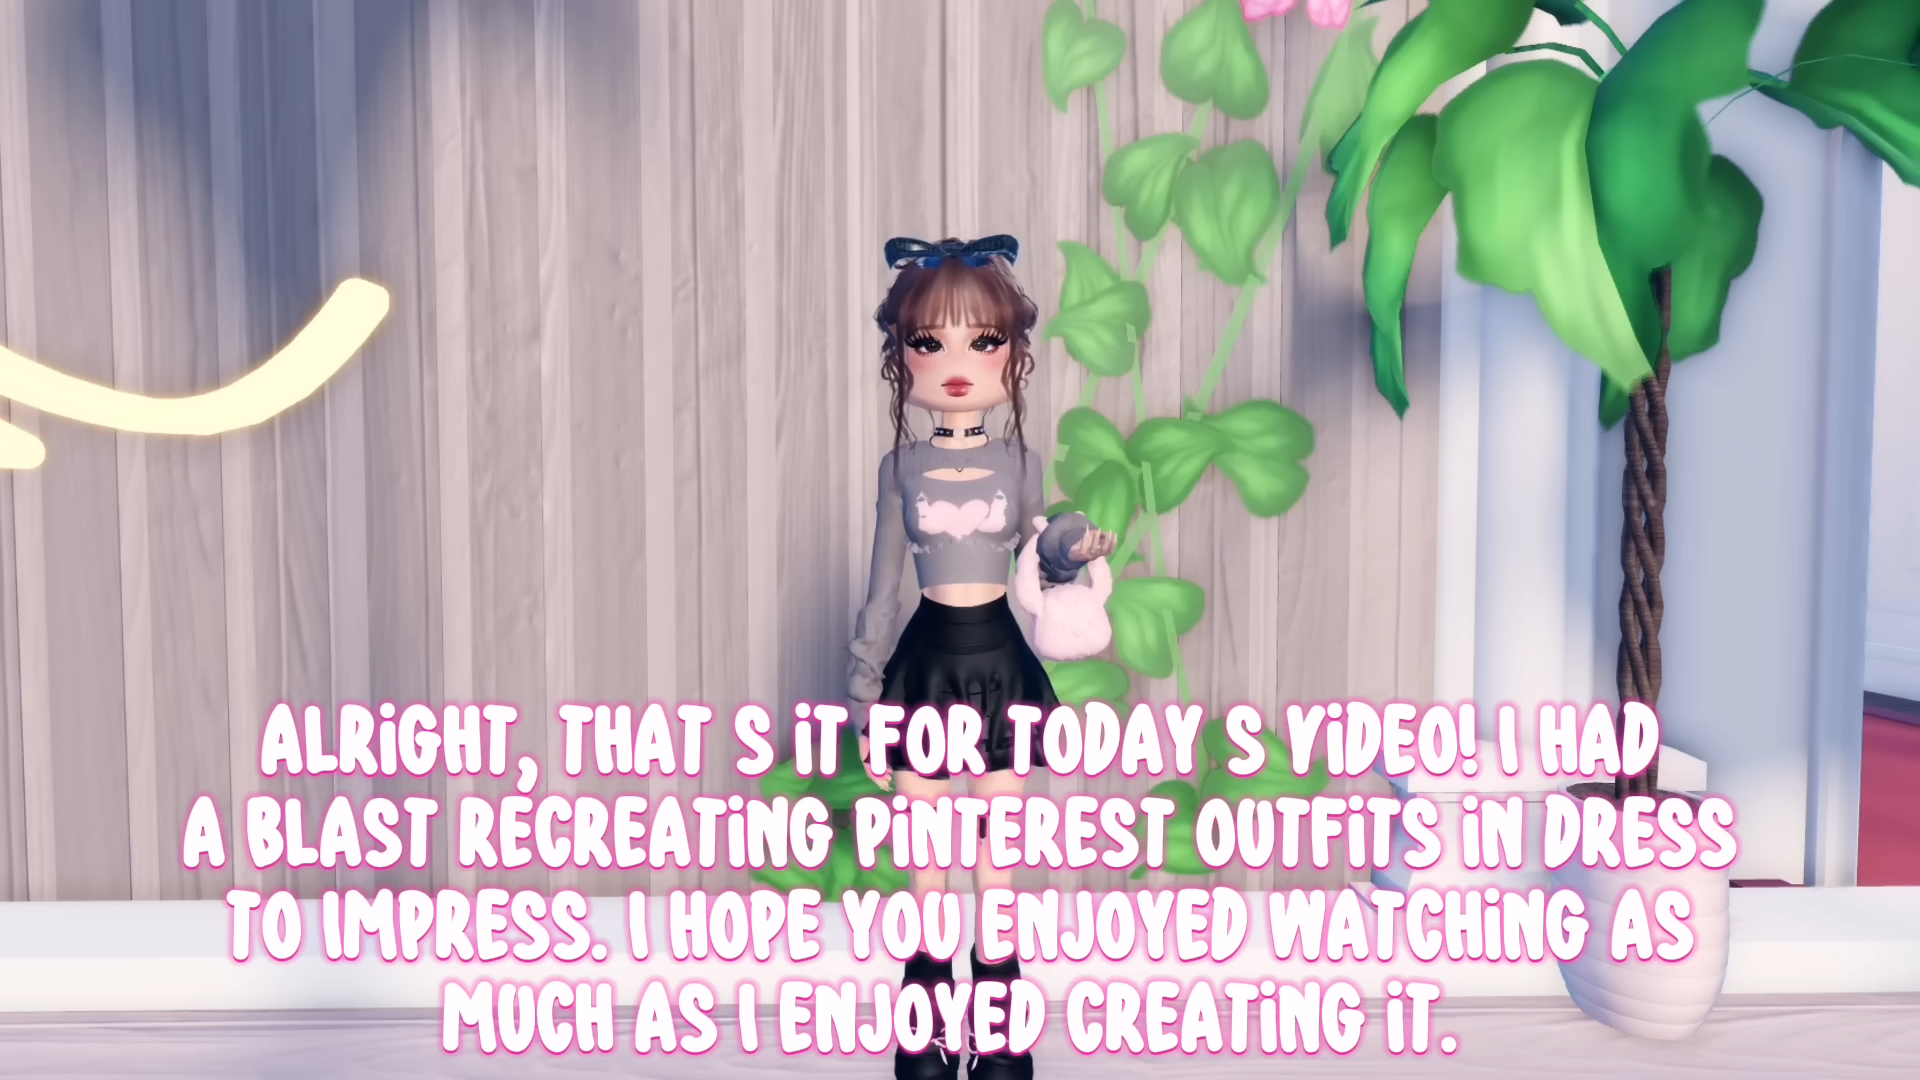 ALRiGHT, THAT S iT FOR TODAY S ViDEO! I HAD
A BLAST RECREATiNG PiNTEREST OUTFiTS iN DRESS
TO IMPRESS. I HOPE YOU ENJOYED WATCHiNG AS
MUCH AS I ENJOYED CREATiNG iT.